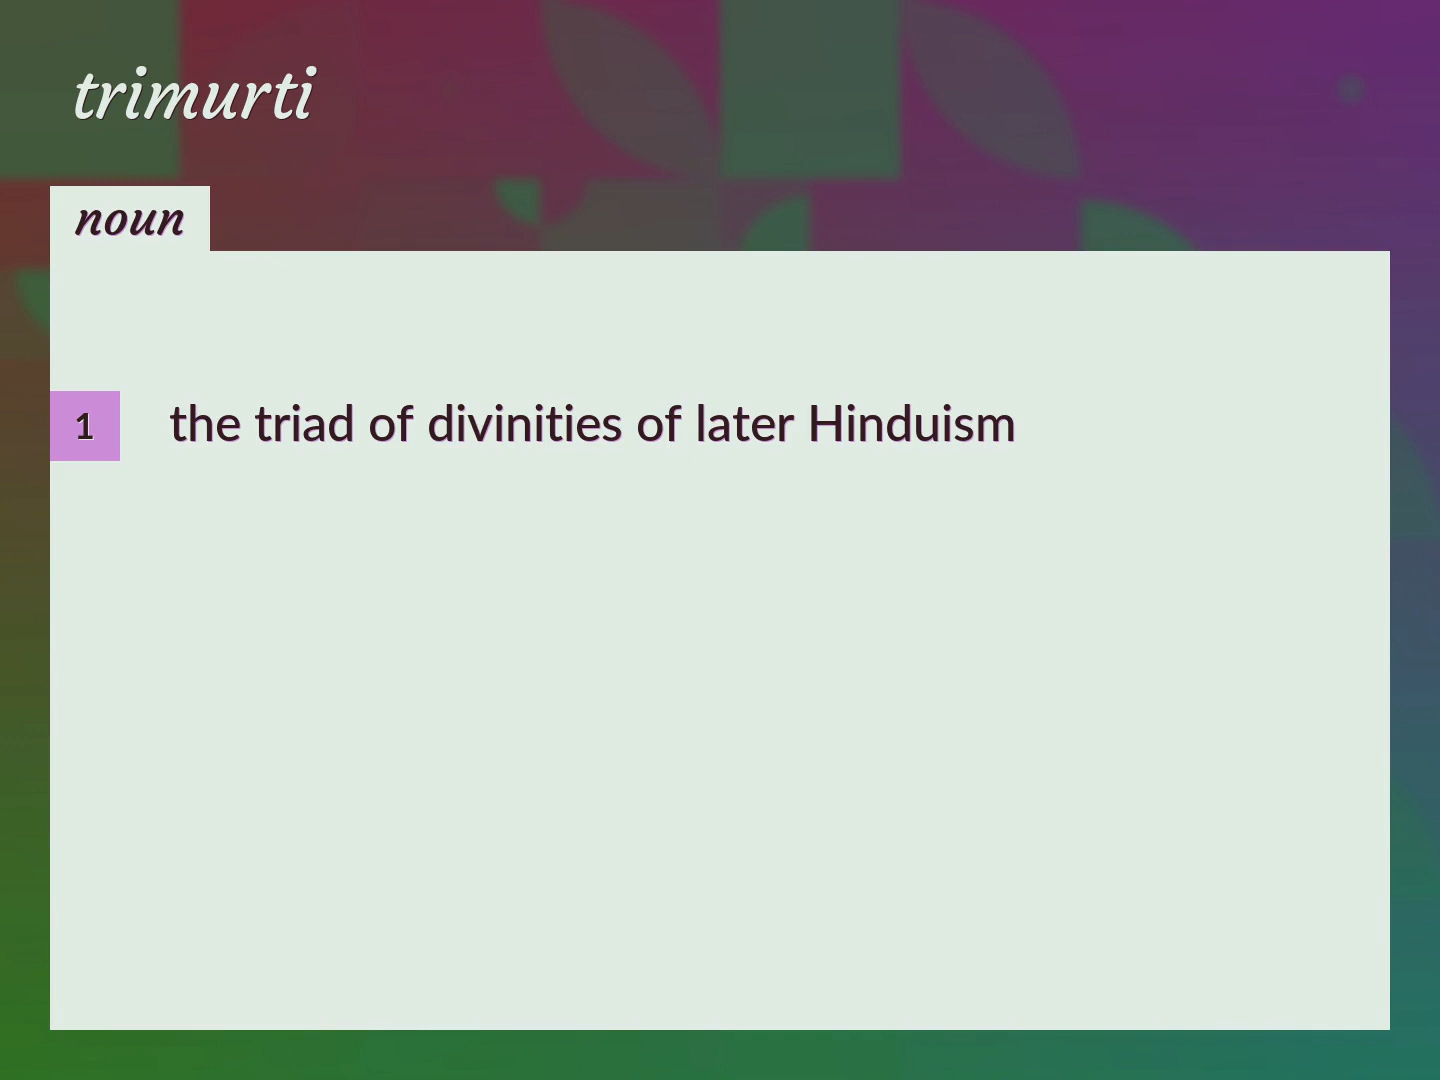 trimurti
noun
1 the triad of divinities of later Hinduism